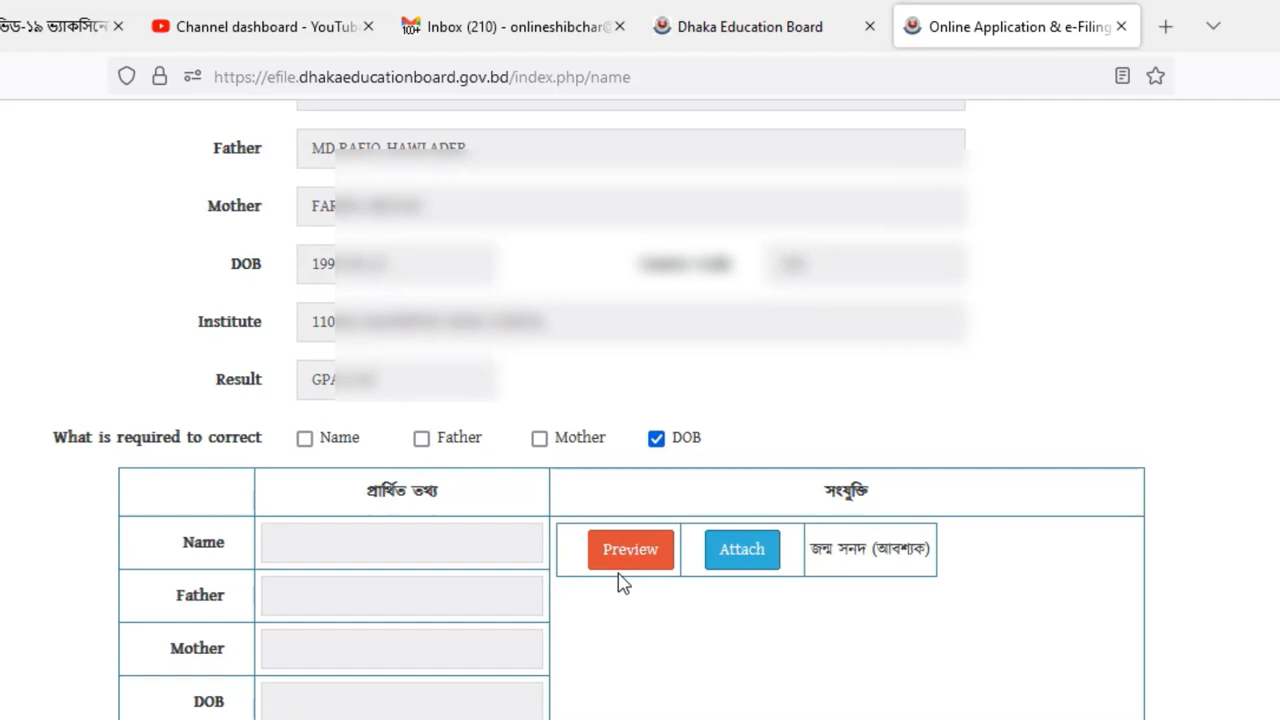 ভিড-১৯ ভ্যাকসিনে
Channel dashboard - YouTub
100+
Inbox (210) - onlineshibchar@
Dhaka Education Board
Online Application & e-Filing
https://efile.dhakaeducationboard.gov.bd/index.php/name
Father MD RAFIQ HAWLADER
Mother FAR
DOB 199
Institute 110
Result GPA
What is required to correct Name Father Mother DOB
প্রার্থিত তথ্য সংযুক্তি
Name Preview Attach জন্ম সনদ (আবশ্যক)
Father
Mother
DOB